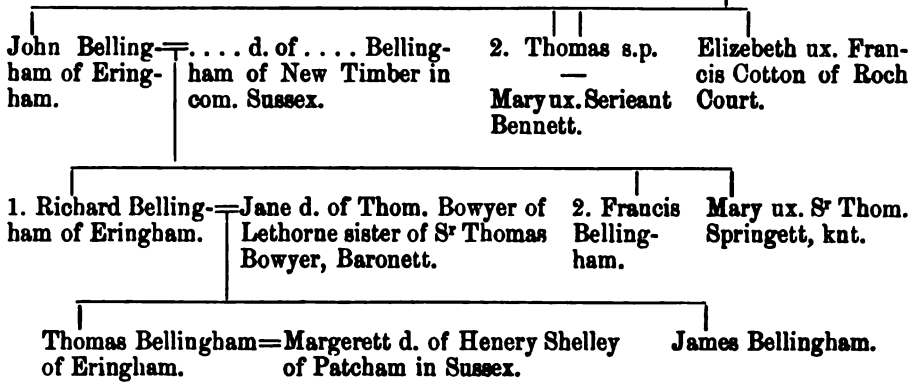 John Belling-=. . . . d. of . . . . Belling-
ham of Ering-
ham.
ham of New Timber in
com. Sussex.
2. Thomas s.p.
—
Mary ux. Serieant
Bennett.
Elizebeth ux. Fran-
cis Cotton of Roch
Court.
1. Richard Belling-=Jane d. of Thom. Bowyer of
ham of Eringham.
Lethorne sister of Sʳ Thomas
Bowyer, Baronett.
2. Francis
Belling-
ham.
Mary ux. Sʳ Thom.
Springett, knt.
Thomas Bellingham=Margerett d. of Henery Shelley
of Eringham.
of Patcham in Sussex.
James Bellingham.